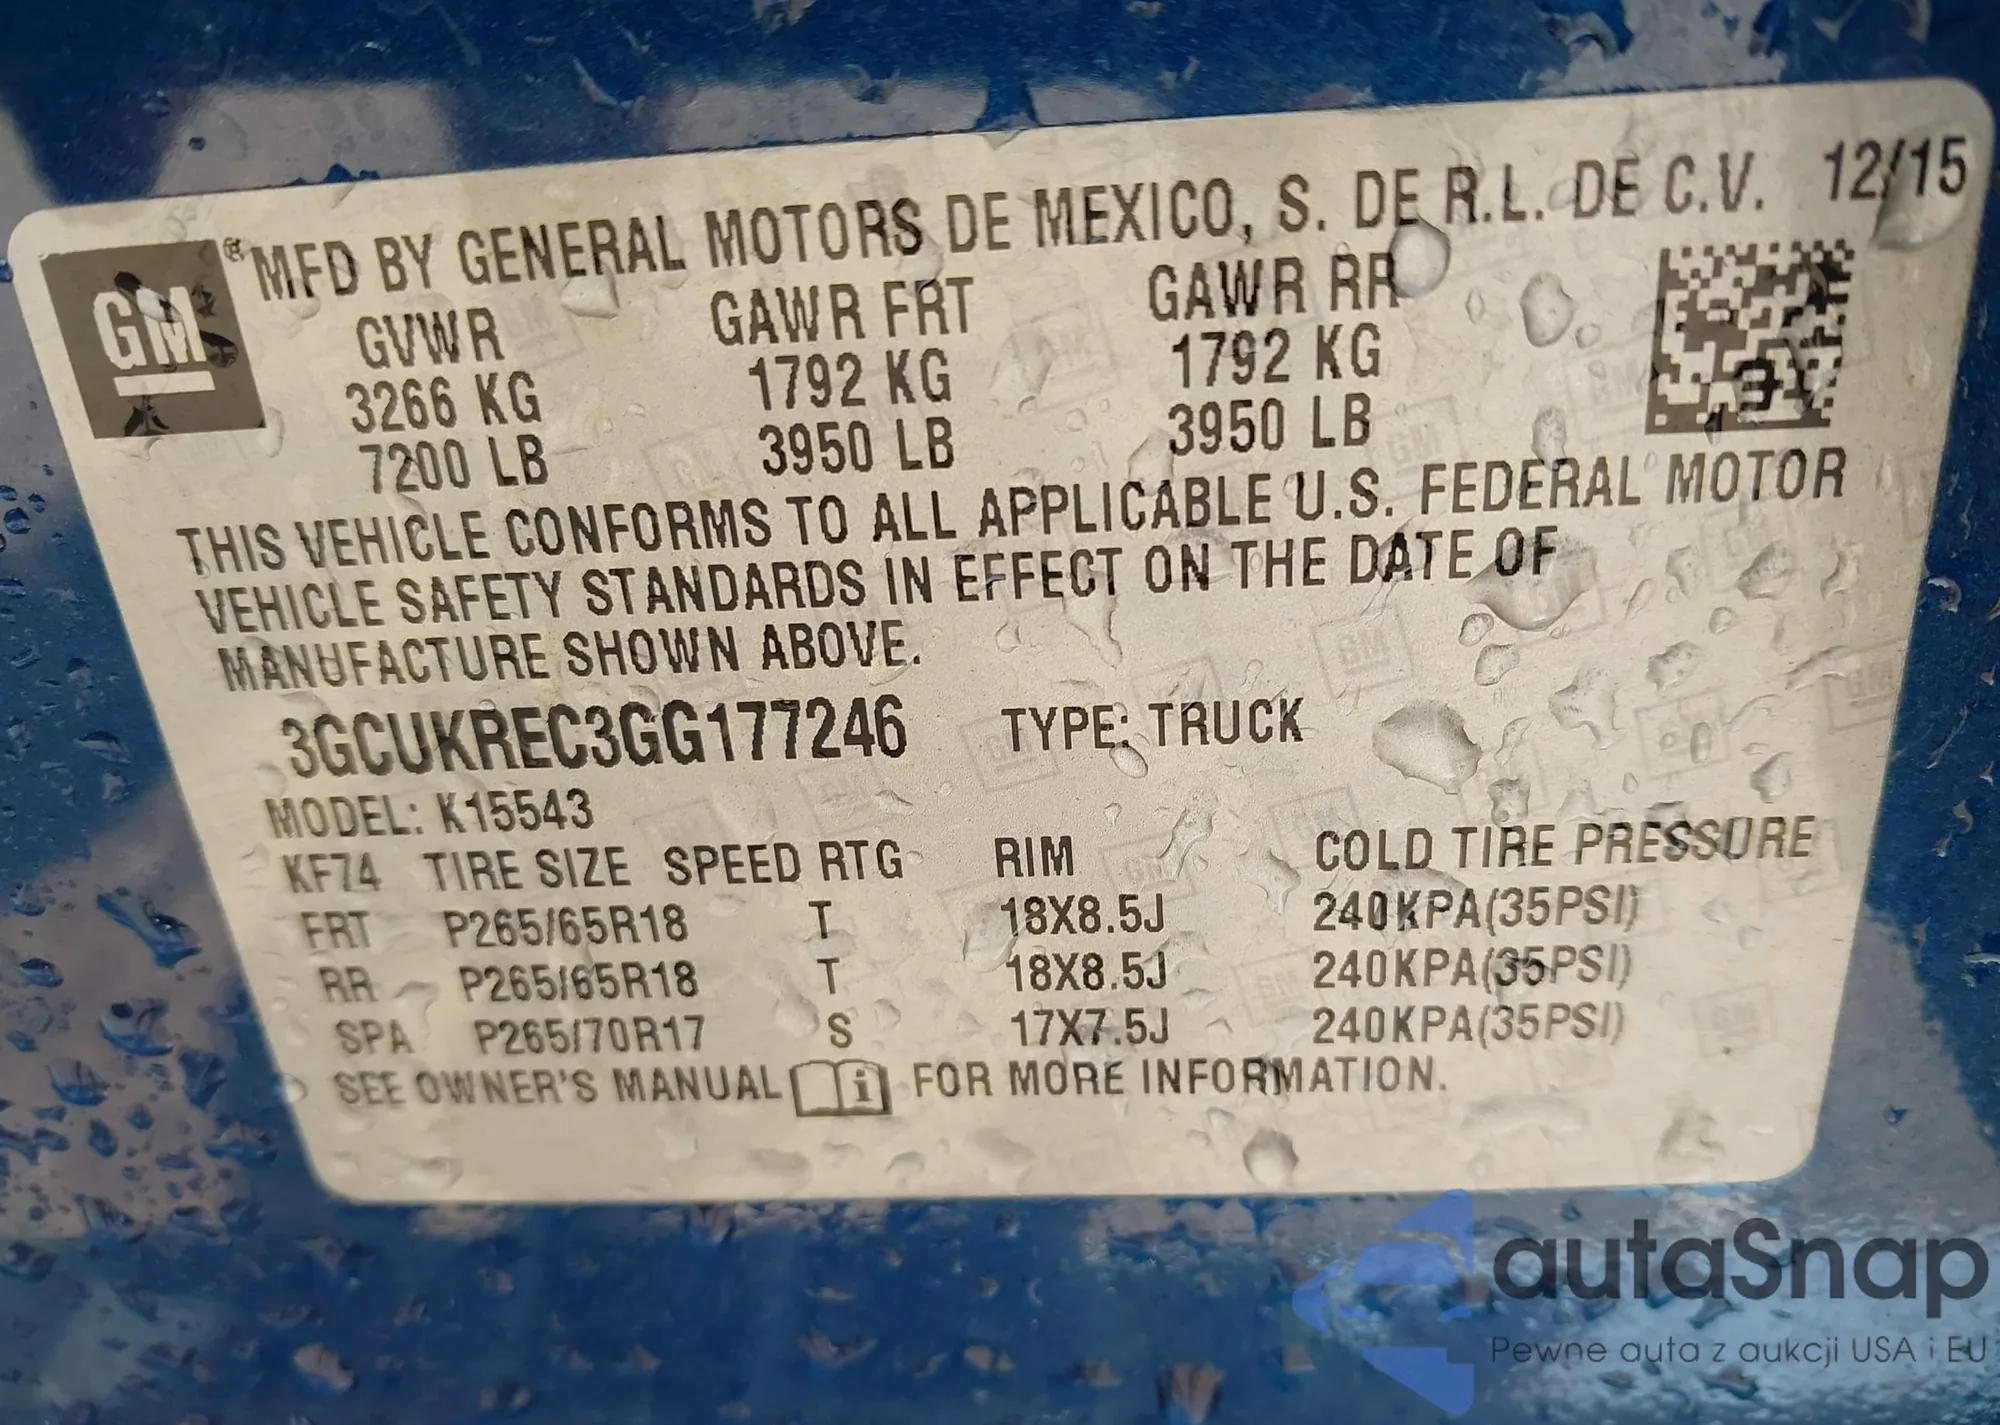 GM ® MFD BY GENERAL MOTORS DE MEXICO, S. DE R.L. DE C.V. 12/15
GVWR GAWR FRT GAWR RR
3266 KG 1792 KG 1792 KG
7200 LB 3950 LB 3950 LB
THIS VEHICLE CONFORMS TO ALL APPLICABLE U.S. FEDERAL MOTOR
VEHICLE SAFETY STANDARDS IN EFFECT ON THE DATE OF
MANUFACTURE SHOWN ABOVE.
3GCUKREC3GG177246 TYPE: TRUCK
MODEL: K15543
KF74 TIRE SIZE SPEED RTG RIM COLD TIRE PRESSURE
FRT P265/65R18 T 18X8.5J 240KPA(35PSI)
RR P265/65R18 T 18X8.5J 240KPA(35PSI)
SPA P265/70R17 S 17X7.5J 240KPA(35PSI)
SEE OWNER'S MANUAL i FOR MORE INFORMATION.
autaSnap
Pewne auta z aukcji USA i EU